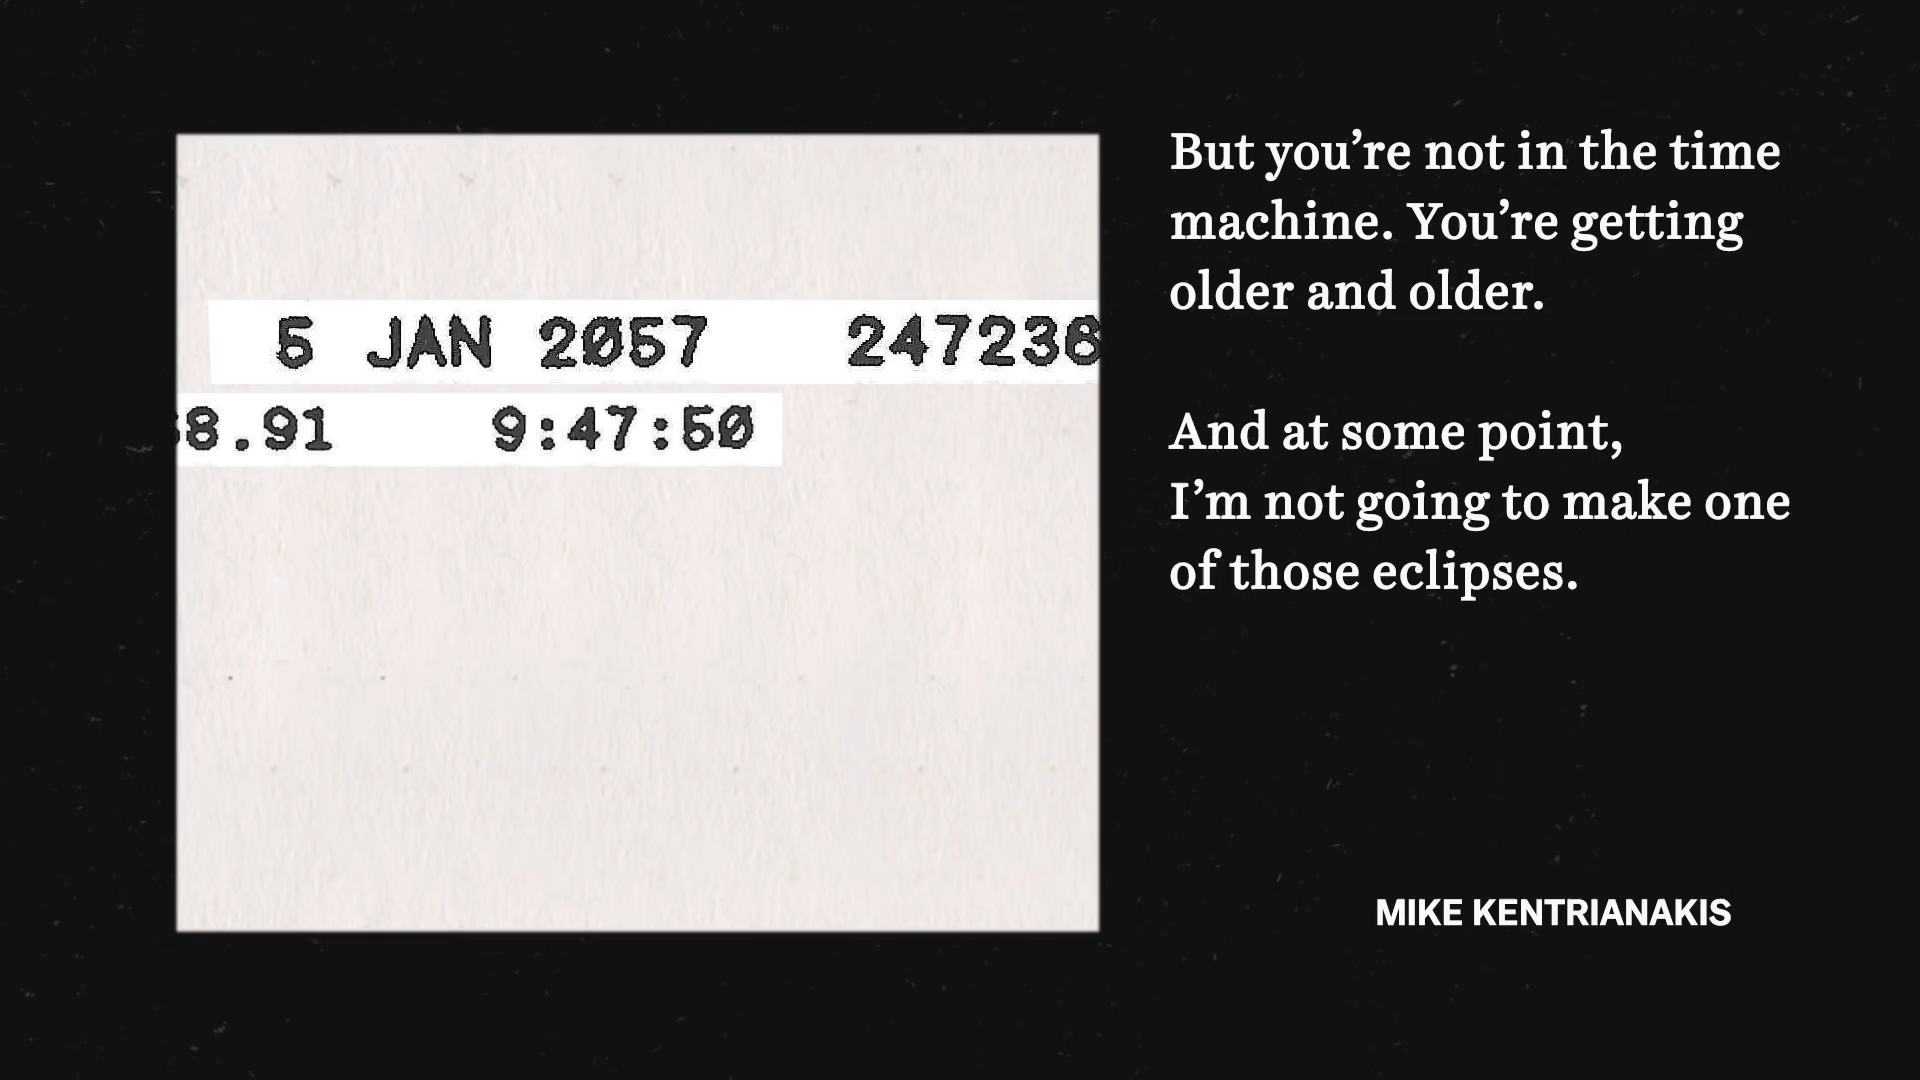 5 JAN 2057 247236
8.91 9:47:50
But you’re not in the time
machine. You’re getting
older and older.
And at some point,
I’m not going to make one
of those eclipses.
MIKE KENTRIANAKIS